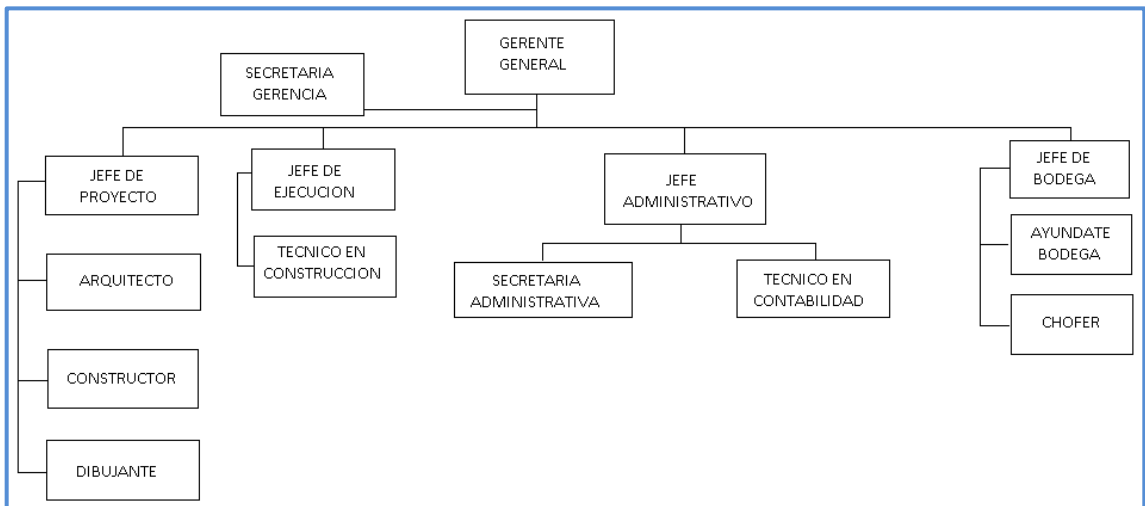 GERENTE
GENERAL
SECRETARIA
GERENCIA
JEFE DE
PROYECTO
JEFE DE
EJECUCION
JEFE
ADMINISTRATIVO
JEFE DE
BODEGA
ARQUITECTO
TECNICO EN
CONSTRUCCION
SECRETARIA
ADMINISTRATIVA
TECNICO EN
CONTABILIDAD
AYUNDATE
BODEGA
CHOFER
CONSTRUCTOR
DIBUJANTE